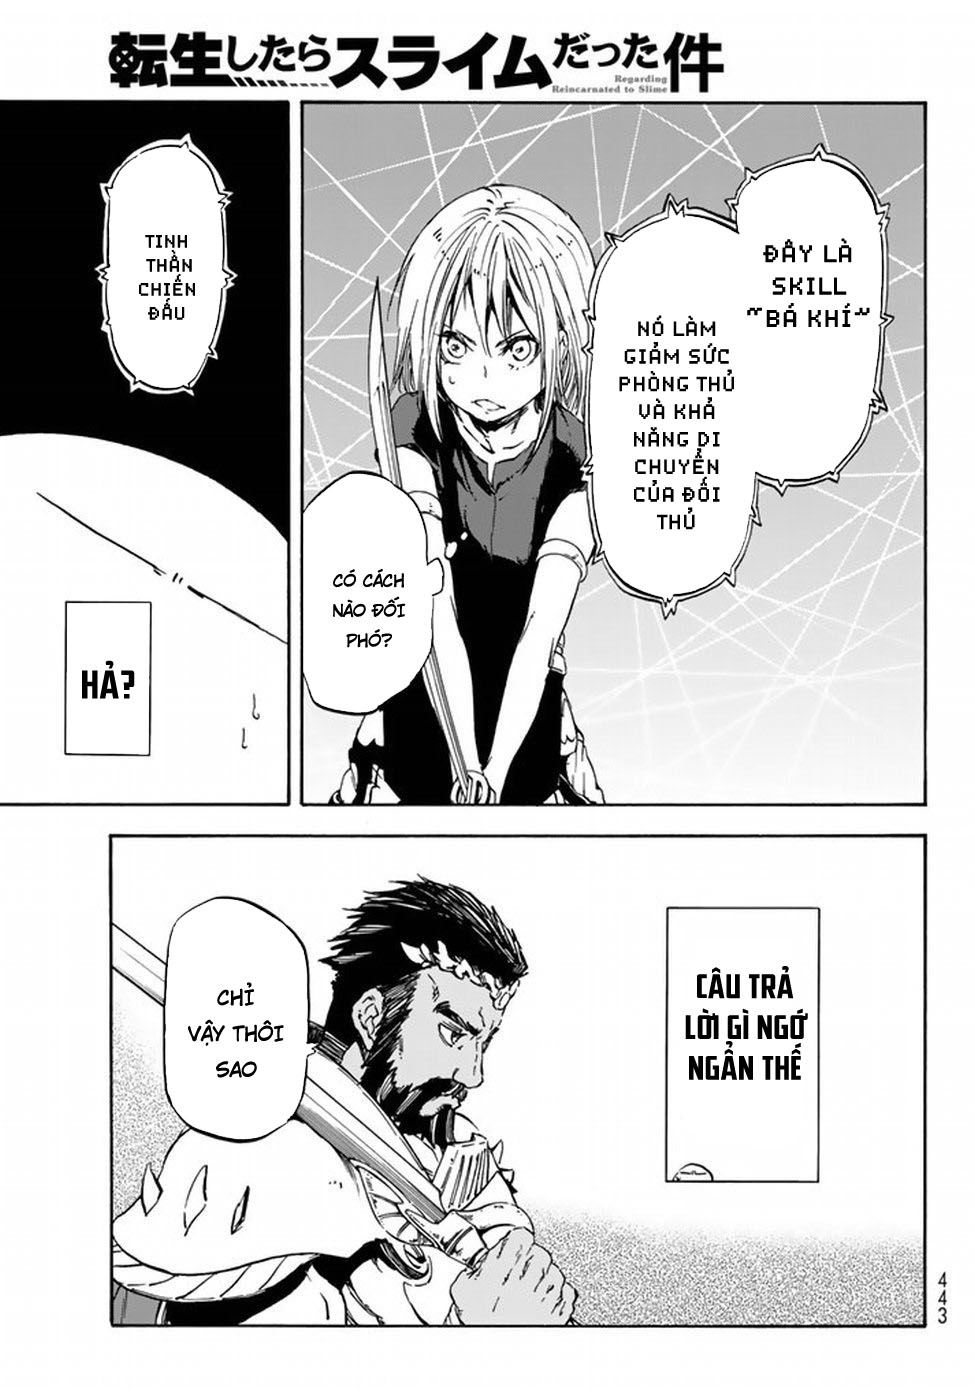 転生したらスライムだった件
Regarding
Reincarnated to Slime
ĐÂY LÀ
SKILL
"BÁ KHÍ"
NÓ LÀM
GIẢM SỨC
PHÒNG THỦ
VÀ KHẢ
NĂNG DI
CHUYỂN
CỦA ĐỐI
THỦ
CÓ CÁCH
NÀO ĐỐI
PHÓ?
TINH
THẦN
CHIẾN
ĐẤU
HẢ?
CÂU TRẢ
LỜI GÌ NGỚ
NGẨN THẾ
CHỈ
VẬY THÔI
SAO
443